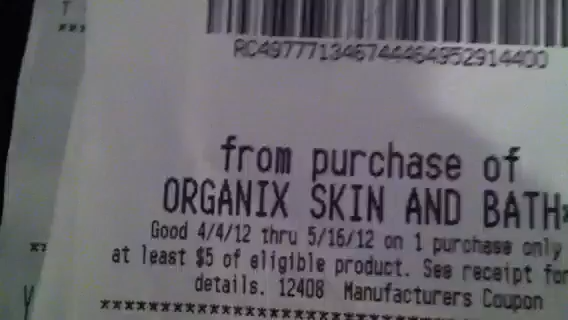 T
***
RC497771346744464952914400
from purchase of
ORGANIX SKIN AND BATH*
Good 4/4/12 thru 5/16/12 on 1 purchase only
at least $5 of eligible product. See receipt for
details. 12408 Manufacturers Coupon
**************************************